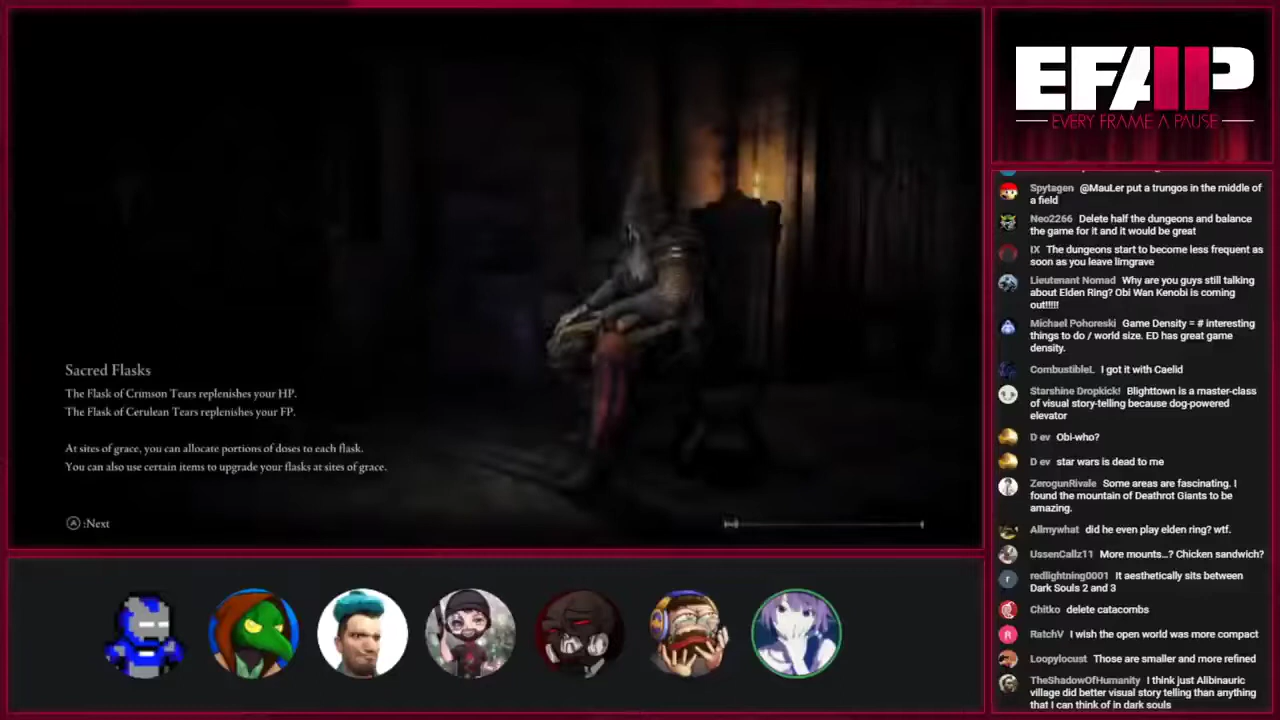 Sacred Flasks
The Flask of Crimson Tears replenishes your HP.
The Flask of Cerulean Tears replenishes your FP.
At sites of grace, you can allocate portions of doses to each flask.
You can also use certain items to upgrade your flasks at sites of grace.
A :Next
EFAP
EVERY FRAME A PAUSE
Spytagen @MauLer put a trungos in the middle of
a field
Neo2266 Delete half the dungeons and balance
the game for it and it would be great
IX The dungeons start to become less frequent as
soon as you leave limgrave
Lieutenant Nomad Why are you guys still talking
about Elden Ring? Obi Wan Kenobi is coming
out!!!!!
Michael Pohoreski Game Density = # interesting
things to do / world size. ED has great game
density.
CombustibleL I got it with Caelid
Starshine Dropkick! Blighttown is a master-class
of visual story-telling because dog-powered
elevator
D ev Obi-who?
D ev star wars is dead to me
ZerogunRivale Some areas are fascinating. I
found the mountain of Deathrot Giants to be
amazing.
Allmywhat did he even play elden ring? wtf.
UssenCallz11 More mounts...? Chicken sandwich?
r
redlightning0001 It aesthetically sits between
Dark Souls 2 and 3
Chitko delete catacombs
R
RatchV I wish the open world was more compact
Loopylocust Those are smaller and more refined
TheShadowOfHumanity I think just Alibinauric
village did better visual story telling than anything
that I can think of in dark souls